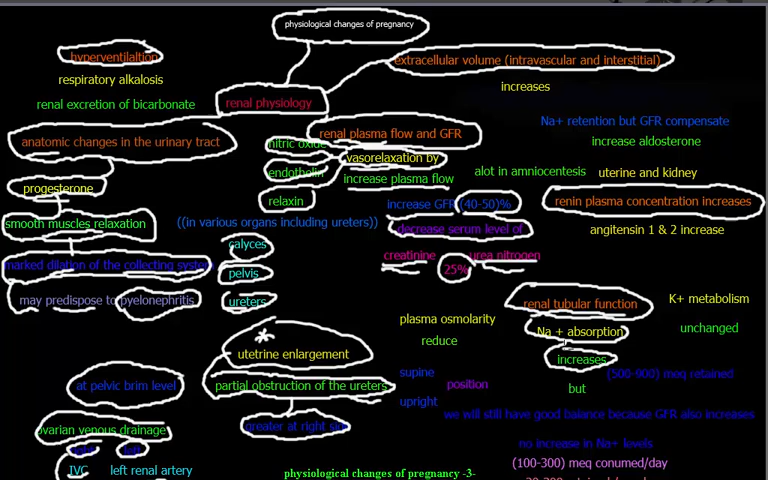 physiological changes of pregnancy
hyperventilaltion
respiratory alkalosis
renal excretion of bicarbonate
renal physiology
extracellular volume (intravascular and interstitial)
increases
Na+ retention but GFR compensate
increase aldosterone
anatomic changes in the urinary tract
progesterone
smooth muscles relaxation
marked dilation of the collecting system
may predispose to pyelonephritis
renal plasma flow and GFR
nitric oxide
endothelin
relaxin
vasorelaxation by
increase plasma flow
((in various organs including ureters))
calyces
pelvis
ureters
increase GFR (40-50)%
decrease serum level of
creatinine
urea nitrogen
25%
alot in amniocentesis
uterine and kidney
renin plasma concentration increases
angitensin 1 & 2 increase
renal tubular function
Na + absorption
increases
but
K+ metabolism
unchanged
(500-900) meq retained
we will still have good balance because GFR also increases
no increase in Na+ levels
(100-300) meq conumed/day
plasma osmolarity
reduce
supine
position
upright
utetrine enlargement
partial obstruction of the ureters
greater at right side
at pelvic brim level
ovarian venous drainage
IVC
left renal artery
physiological changes of pregnancy -3-